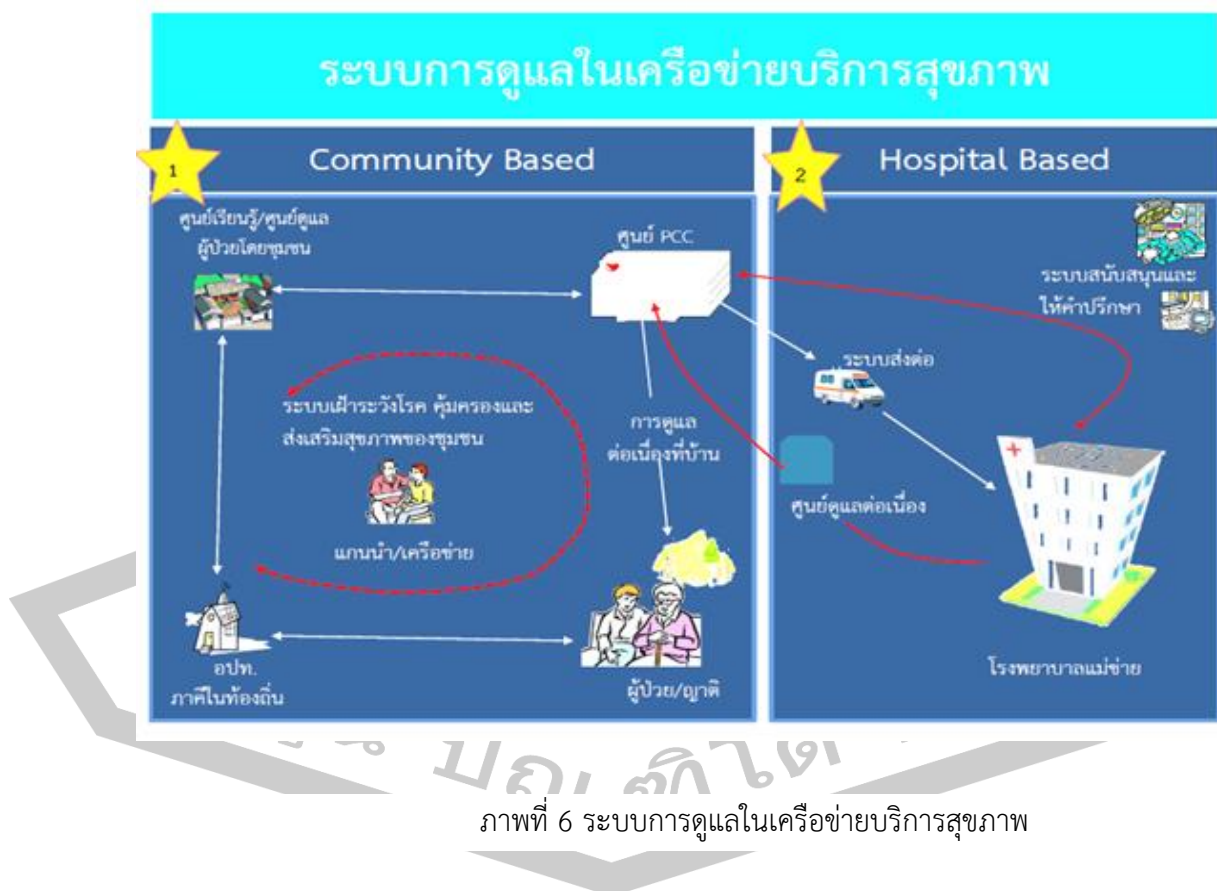 ระบบการดูแลในเครือข่ายบริการสุขภาพ
1
Community Based
2
Hospital Based
ศูนย์เรียนรู้/ศูนย์ดูแล
ผู้ป่วยโดยชุมชน
ศูนย์ PCC
ระบบสนับสนุนและ
ให้คำปรึกษา
ระบบส่งต่อ
ระบบเฝ้าระวังโรค คุ้มครองและ
ส่งเสริมสุขภาพของชุมชน
การดูแล
ต่อเนื่องที่บ้าน
ศูนย์ดูแลต่อเนื่อง
แกนนำ/เครือข่าย
อปท.
ภาคีในท้องถิ่น
ผู้ป่วย/ญาติ
โรงพยาบาลแม่ข่าย
ภาพที่ 6 ระบบการดูแลในเครือข่ายบริการสุขภาพ